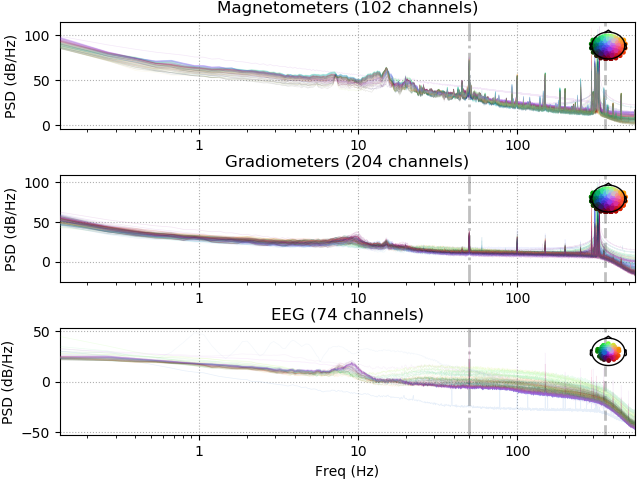 Magnetometers (102 channels)
PSD (dB/Hz)
100
50
0
1
10
100
Gradiometers (204 channels)
PSD (dB/Hz)
100
50
0
1
10
100
EEG (74 channels)
PSD (dB/Hz)
50
0
−50
1
10
100
Freq (Hz)